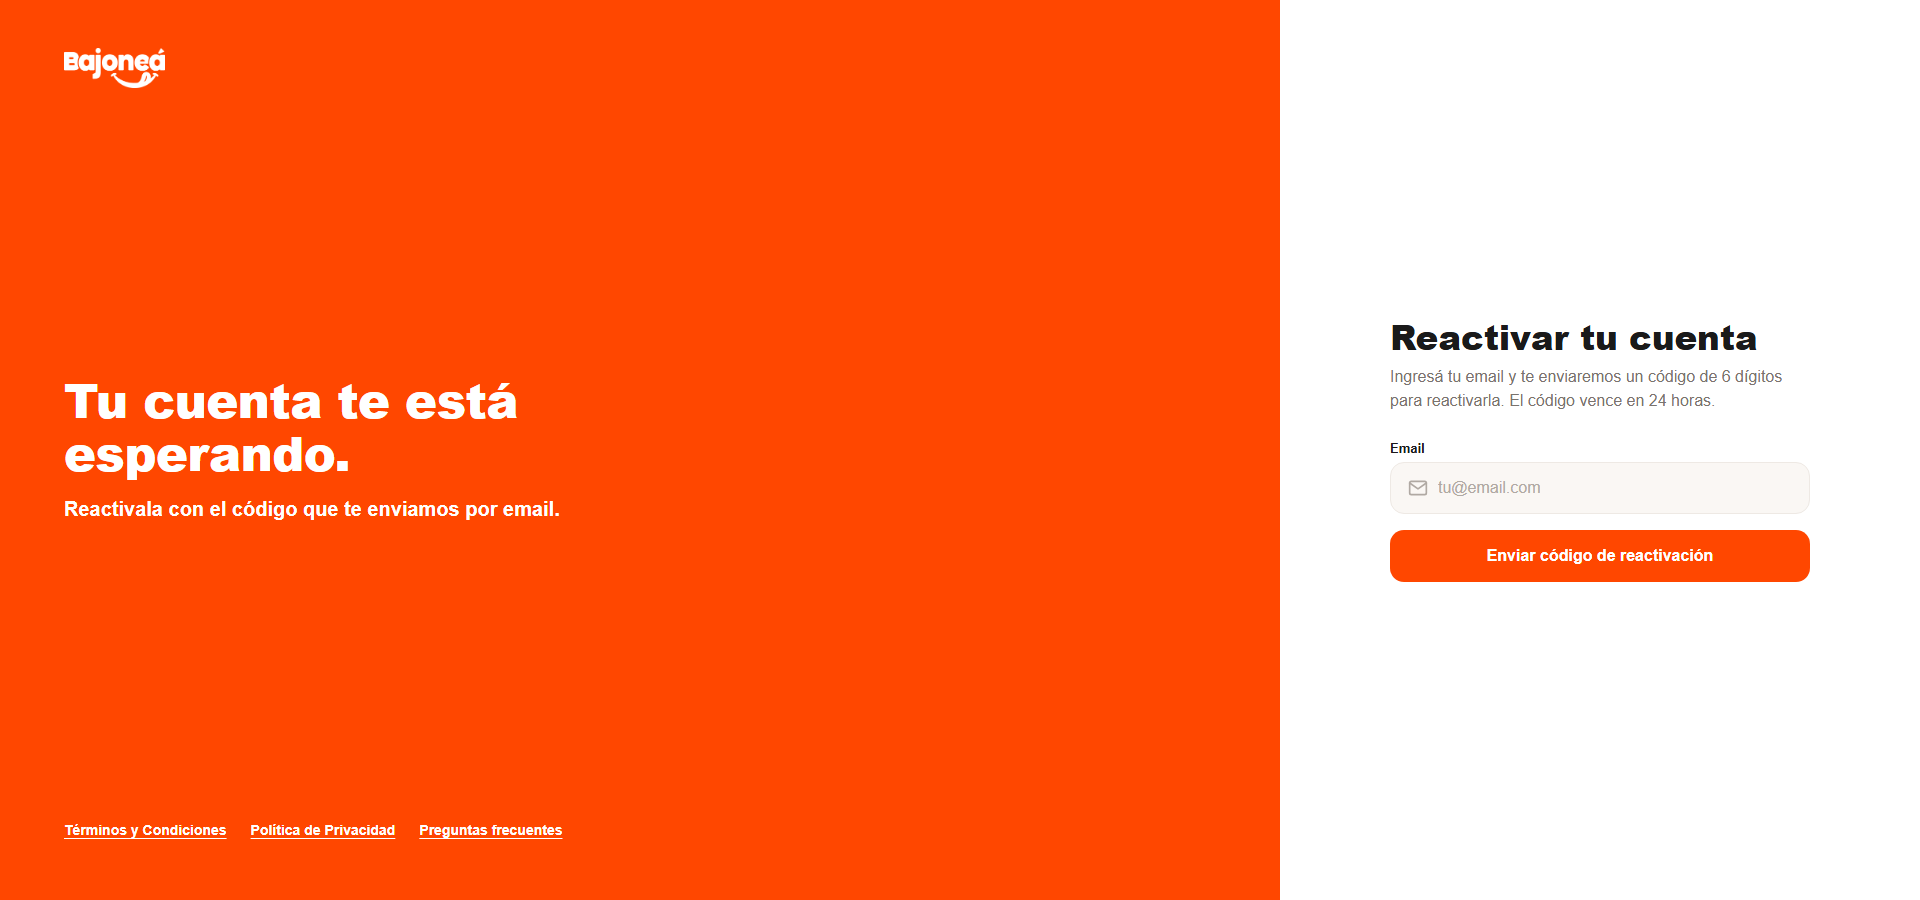 Bajoneá
Tu cuenta te está
esperando.
Reactivala con el código que te enviamos por email.
Términos y Condiciones
Política de Privacidad
Preguntas frecuentes
Reactivar tu cuenta
Ingresá tu email y te enviaremos un código de 6 dígitos
para reactivarla. El código vence en 24 horas.
Email
tu@email.com
Enviar código de reactivación